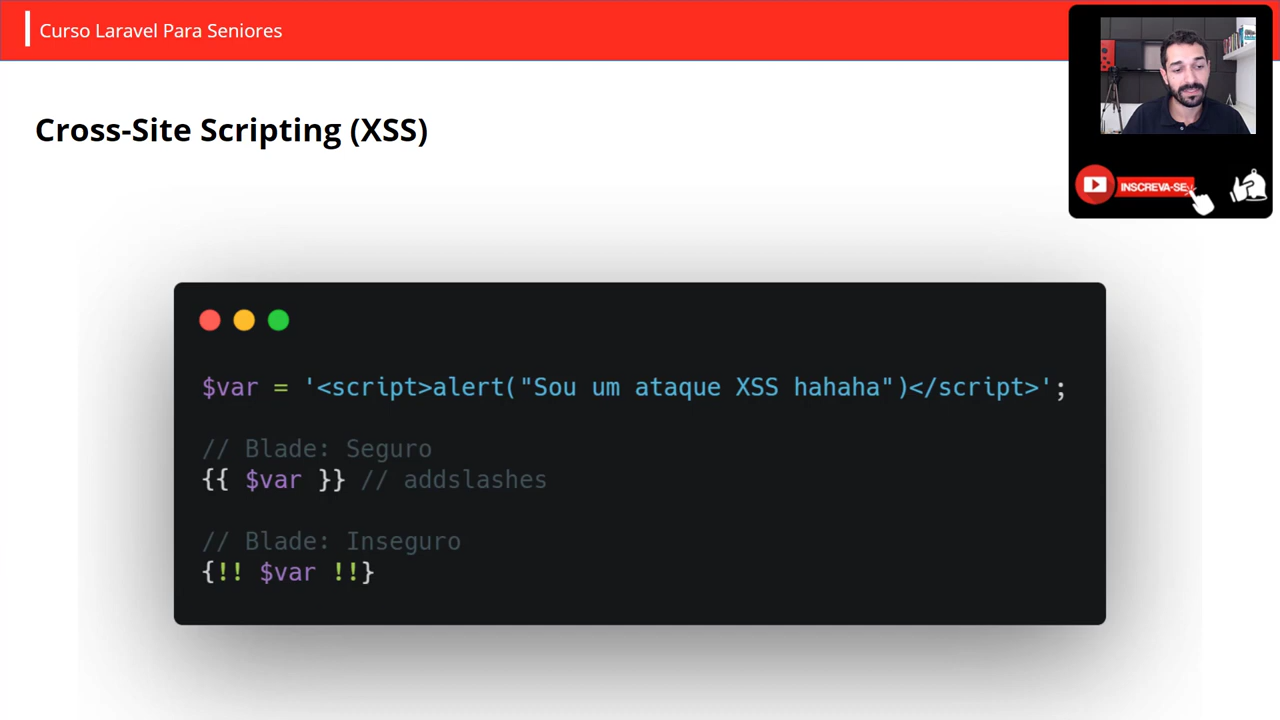 Curso Laravel Para Seniores
Cross-Site Scripting (XSS)
INSCREVA-SE
$var = '<script>alert("Sou um ataque XSS hahaha")</script>';
// Blade: Seguro
{{ $var }} // addslashes
// Blade: Inseguro
{!! $var !!}